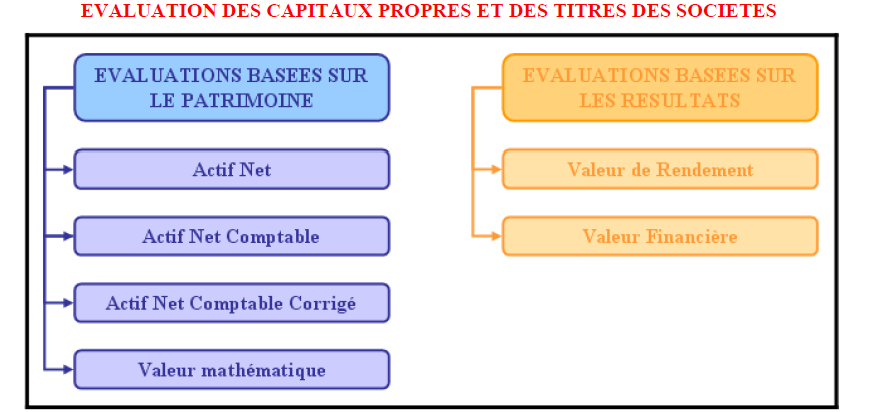 EVALUATION DES CAPITAUX PROPRES ET DES TITRES DES SOCIETES
EVALUATIONS BASEES SUR
LE PATRIMOINE
Actif Net
Actif Net Comptable
Actif Net Comptable Corrigé
Valeur mathématique
EVALUATIONS BASEES SUR
LES RESULTATS
Valeur de Rendement
Valeur Financière